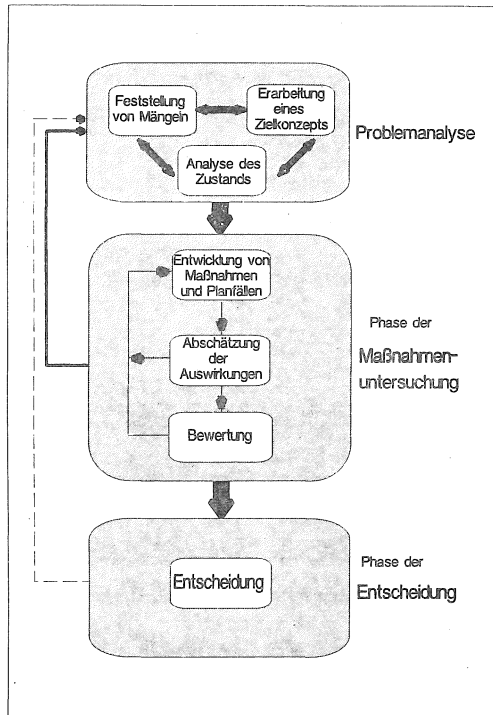 Feststellung
von Mängeln
Erarbeitung
eines
Zielkonzepts
Analyse des
Zustands
Problemanalyse
Entwicklung von
Maßnahmen
und Planfällen
Abschätzung
der
Auswirkungen
Bewertung
Phase der
Maßnahmen-
untersuchung
Entscheidung
Phase der
Entscheidung